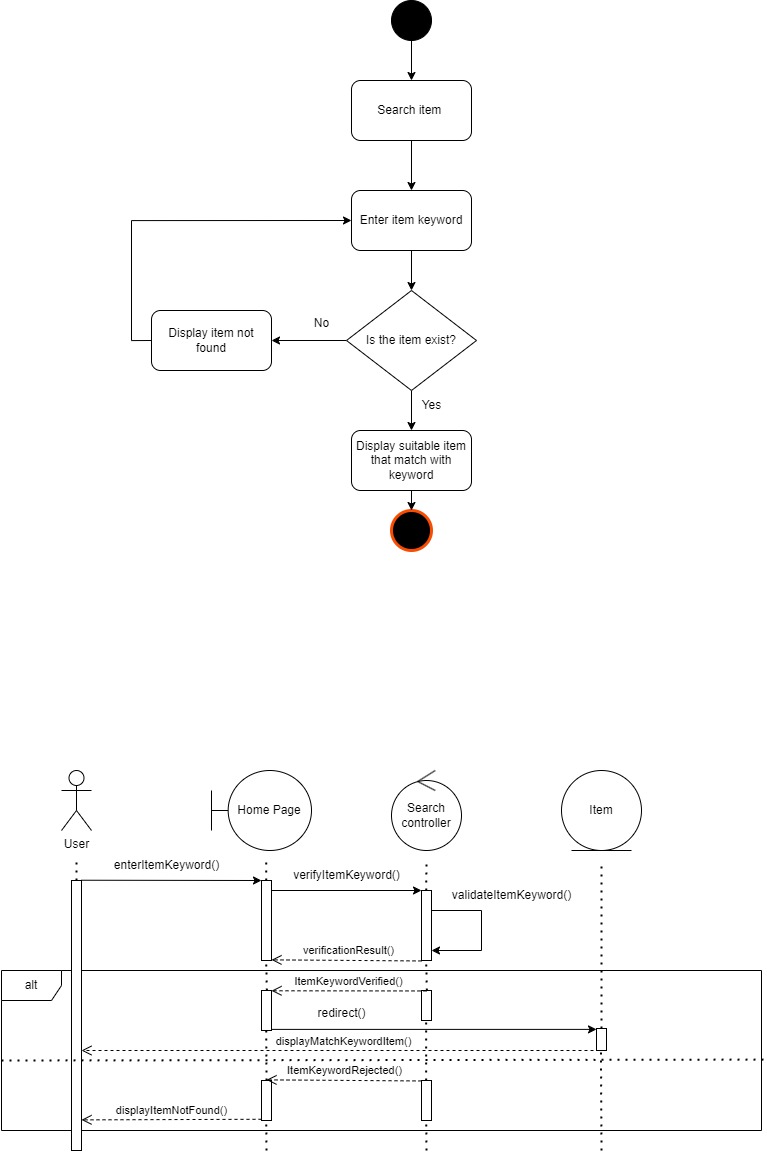 Search item
Enter item keyword
Is the item exist?
No
Display item not
found
Yes
Display suitable item
that match with
keyword
User
Home Page
Search
controller
Item
enterItemKeyword()
verifyItemKeyword()
validateItemKeyword()
verificationResult()
alt
ItemKeywordVerified()
redirect()
displayMatchKeywordItem()
ItemKeywordRejected()
displayItemNotFound()